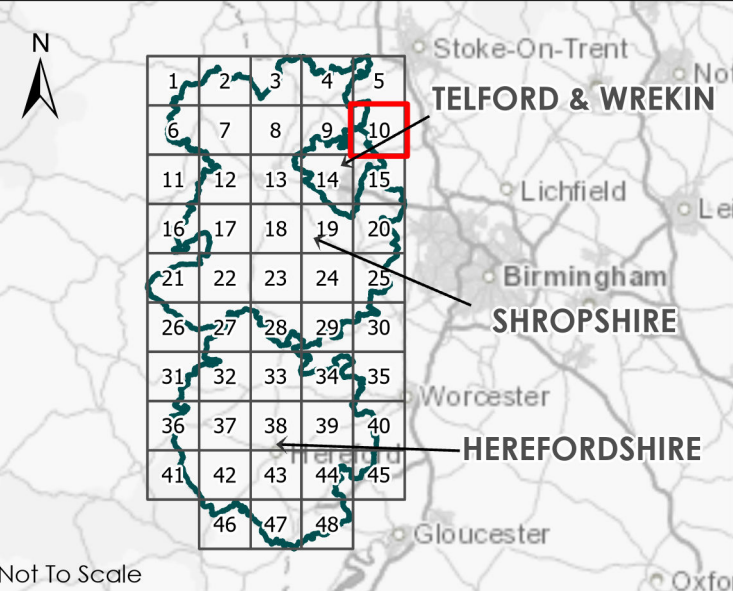 N
Stoke-On-Trent
1 2 3 4 5
TELFORD & WREKIN
6 7 8 9 10
11 12 13 14 15
Lichfield
16 17 18 19 20
21 22 23 24 25
Birmingham
SHROPSHIRE
26 27 28 29 30
31 32 33 34 35
Worcester
36 37 38 39 40
HEREFORDSHIRE
Hereford
41 42 43 44 45
46 47 48
Gloucester
Not To Scale